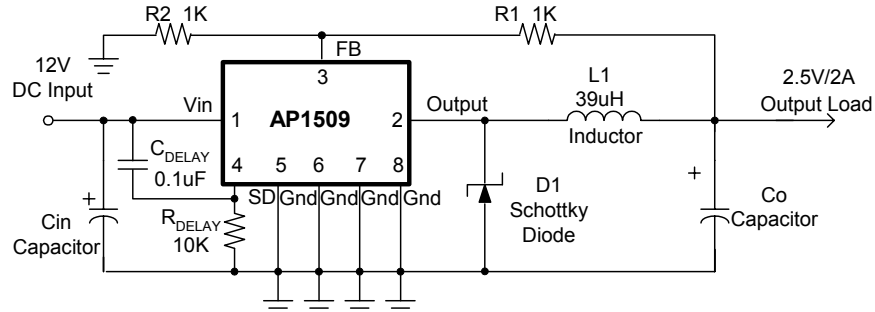 R2 1K
R1 1K
FB
12V
DC Input
3
L1
39uH
Inductor
2.5V/2A
Output Load
Vin
1
AP1509
2
Output
CDELAY
0.1uF
4
5
6
7
8
SD
Gnd
Gnd
Gnd
Gnd
+
Cin
Capacitor
RDELAY
10K
D1
Schottky
Diode
+
Co
Capacitor